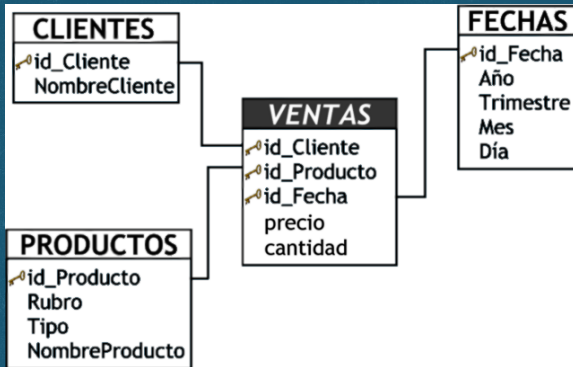 CLIENTES
id_Cliente
NombreCliente
FECHAS
id_Fecha
Año
Trimestre
Mes
Día
VENTAS
id_Cliente
id_Producto
id_Fecha
precio
cantidad
PRODUCTOS
id_Producto
Rubro
Tipo
NombreProducto